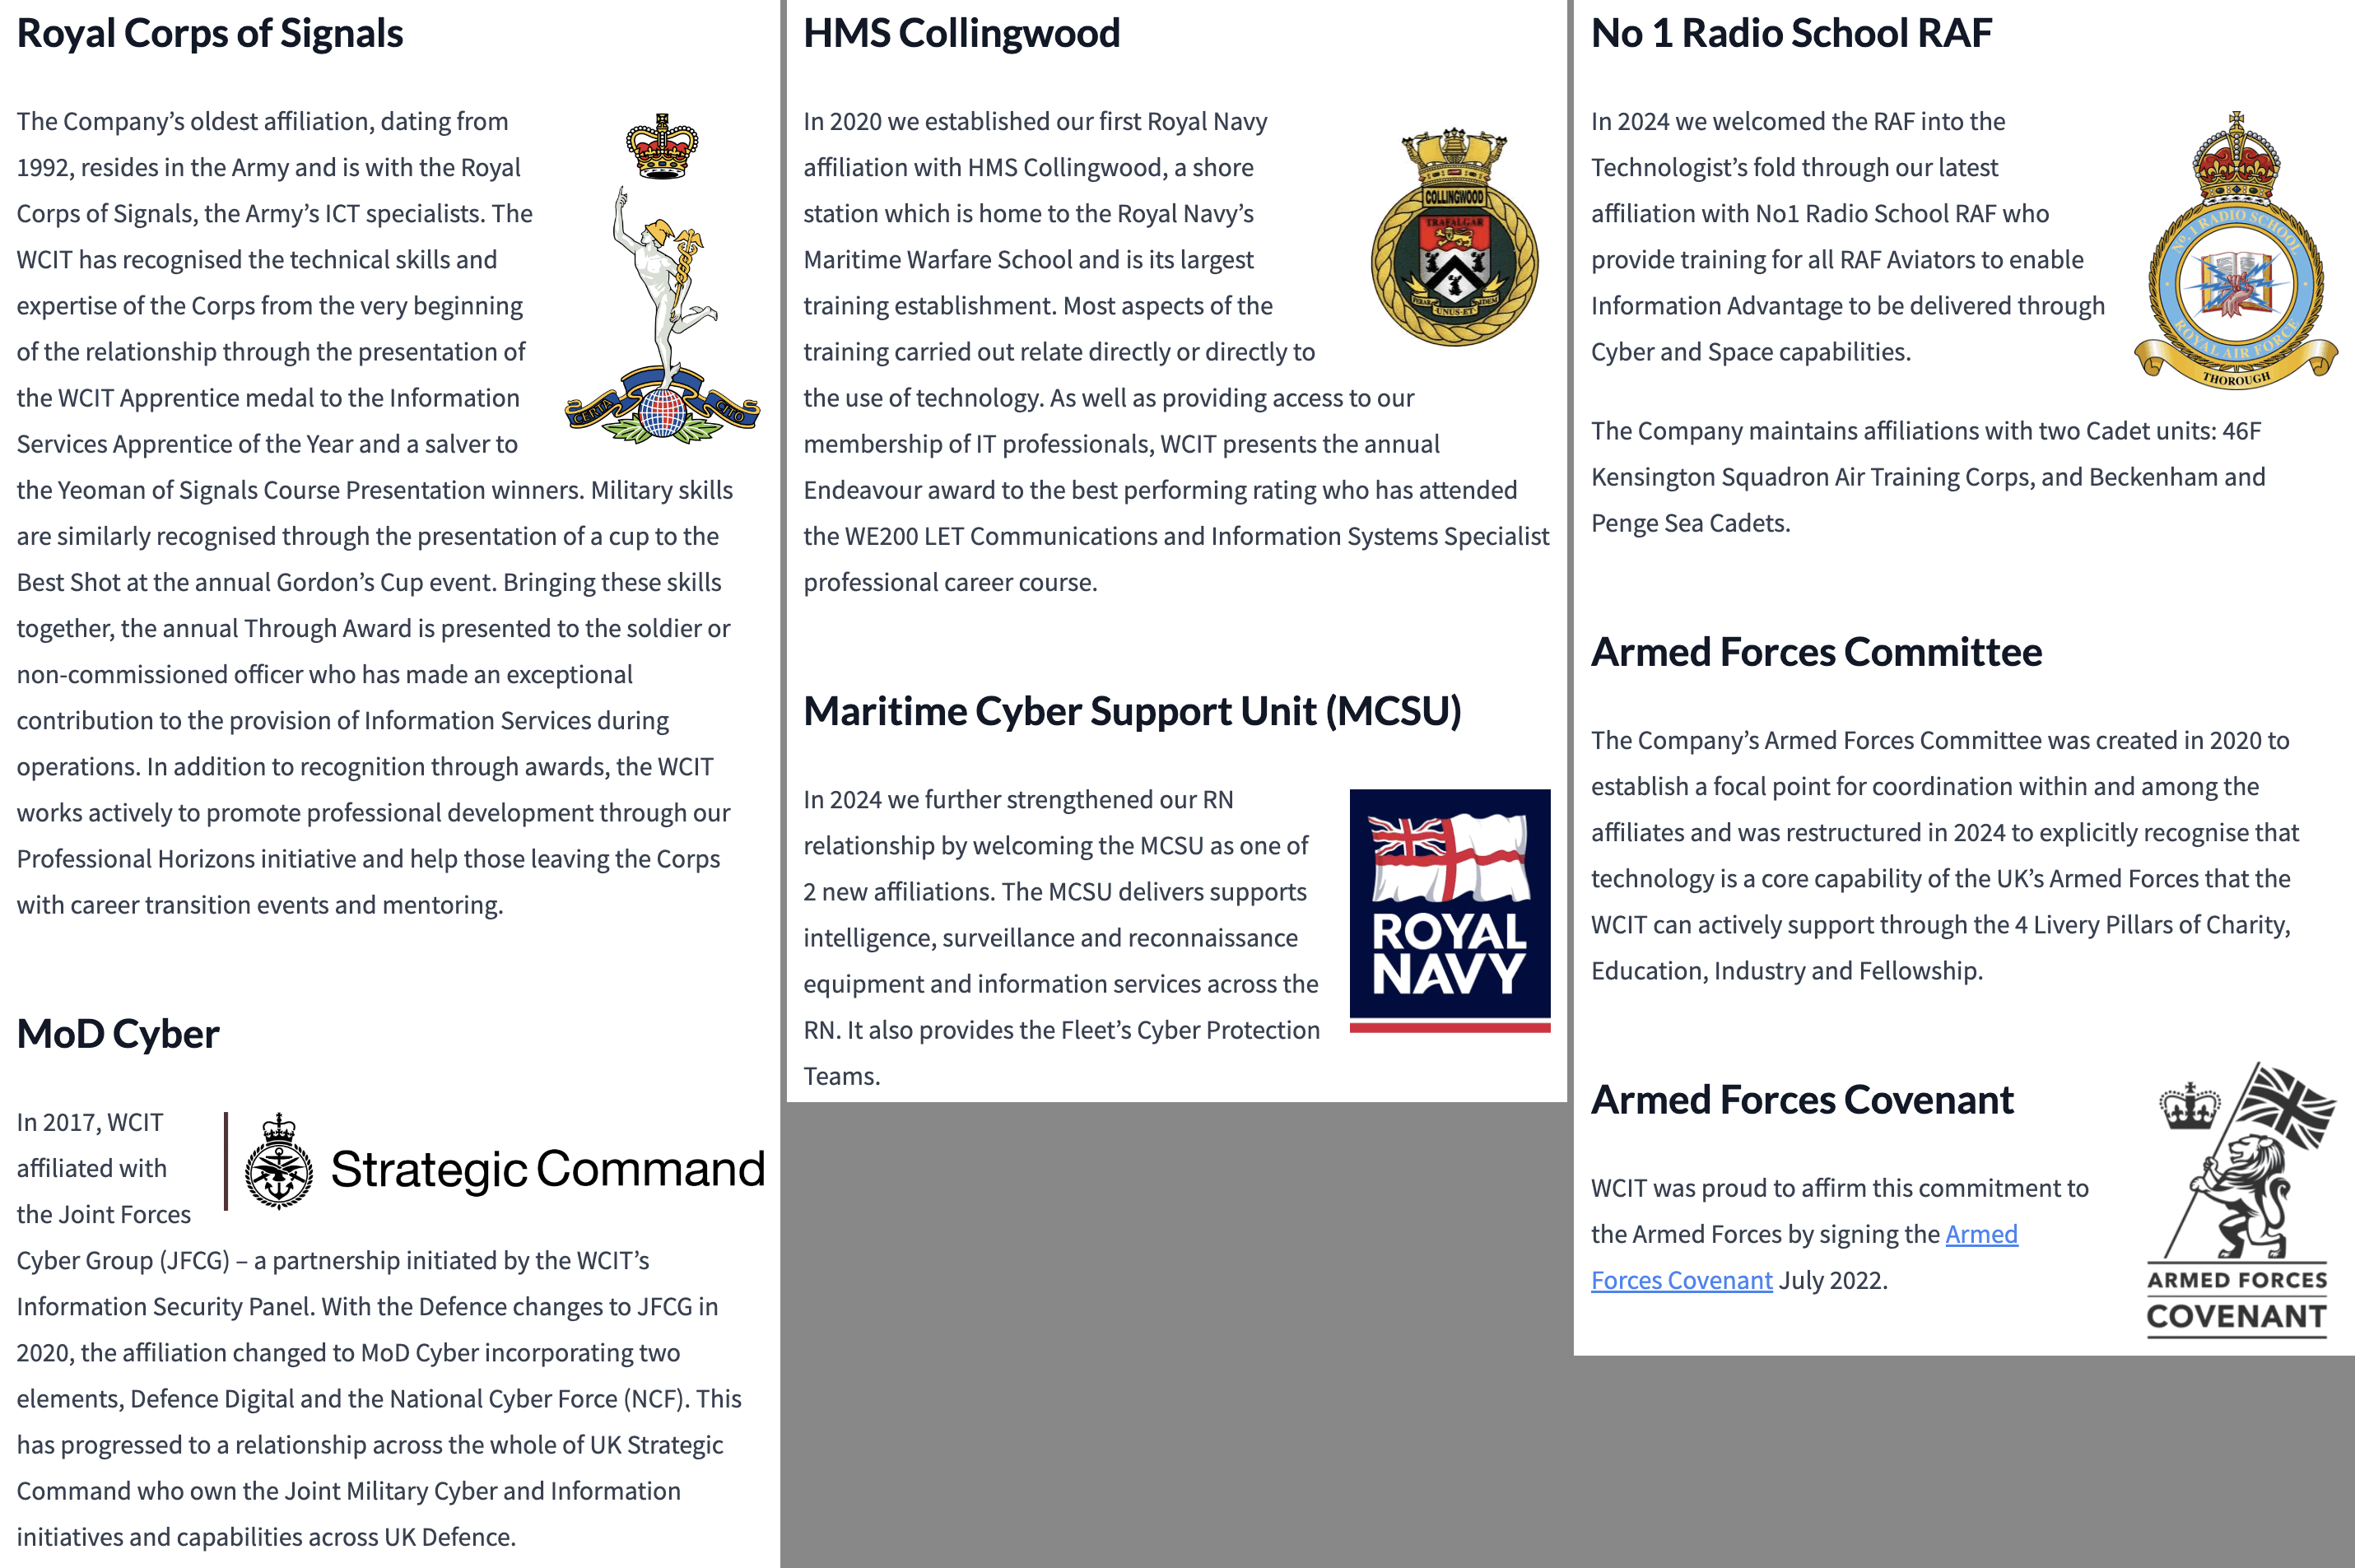 Royal Corps of Signals
The Company's oldest affiliation, dating from
1992, resides in the Army and is with the Royal
Corps of Signals, the Army's ICT specialists. The
WCIT has recognised the technical skills and
expertise of the Corps from the very beginning
of the relationship through the presentation of
the WCIT Apprentice medal to the Information
Services Apprentice of the Year and a salver to
the Yeoman of Signals Course Presentation winners. Military skills
are similarly recognised through the presentation of a cup to the
Best Shot at the annual Gordon's Cup event. Bringing these skills
together, the annual Through Award is presented to the soldier or
non-commissioned officer who has made an exceptional
contribution to the provision of Information Services during
operations. In addition to recognition through awards, the WCIT
works actively to promote professional development through our
Professional Horizons initiative and help those leaving the Corps
with career transition events and mentoring.
CERTA CITO
MoD Cyber
In 2017, WCIT
affiliated with
the Joint Forces
Strategic Command
Cyber Group (JFCG) – a partnership initiated by the WCIT's
Information Security Panel. With the Defence changes to JFCG in
2020, the affiliation changed to MoD Cyber incorporating two
elements, Defence Digital and the National Cyber Force (NCF). This
has progressed to a relationship across the whole of UK Strategic
Command who own the Joint Military Cyber and Information
initiatives and capabilities across UK Defence.
HMS Collingwood
In 2020 we established our first Royal Navy
affiliation with HMS Collingwood, a shore
station which is home to the Royal Navy's
Maritime Warfare School and is its largest
training establishment. Most aspects of the
training carried out relate directly or directly to
the use of technology. As well as providing access to our
membership of IT professionals, WCIT presents the annual
Endeavour award to the best performing rating who has attended
the WE200 LET Communications and Information Systems Specialist
professional career course.
COLLINGWOOD
TRAFALGAR
FERAR UNUS·ET IDEM
Maritime Cyber Support Unit (MCSU)
In 2024 we further strengthened our RN
relationship by welcoming the MCSU as one of
2 new affiliations. The MCSU delivers supports
intelligence, surveillance and reconnaissance
equipment and information services across the
RN. It also provides the Fleet's Cyber Protection
Teams.
ROYAL
NAVY
No 1 Radio School RAF
In 2024 we welcomed the RAF into the
Technologist's fold through our latest
affiliation with No1 Radio School RAF who
provide training for all RAF Aviators to enable
Information Advantage to be delivered through
Cyber and Space capabilities.
No. 1 RADIO SCHOOL
ROYAL AIR FORCE
THOROUGH
The Company maintains affiliations with two Cadet units: 46F
Kensington Squadron Air Training Corps, and Beckenham and
Penge Sea Cadets.
Armed Forces Committee
The Company's Armed Forces Committee was created in 2020 to
establish a focal point for coordination within and among the
affiliates and was restructured in 2024 to explicitly recognise that
technology is a core capability of the UK's Armed Forces that the
WCIT can actively support through the 4 Livery Pillars of Charity,
Education, Industry and Fellowship.
Armed Forces Covenant
WCIT was proud to affirm this commitment to
the Armed Forces by signing the Armed
Forces Covenant July 2022.
ARMED FORCES
COVENANT